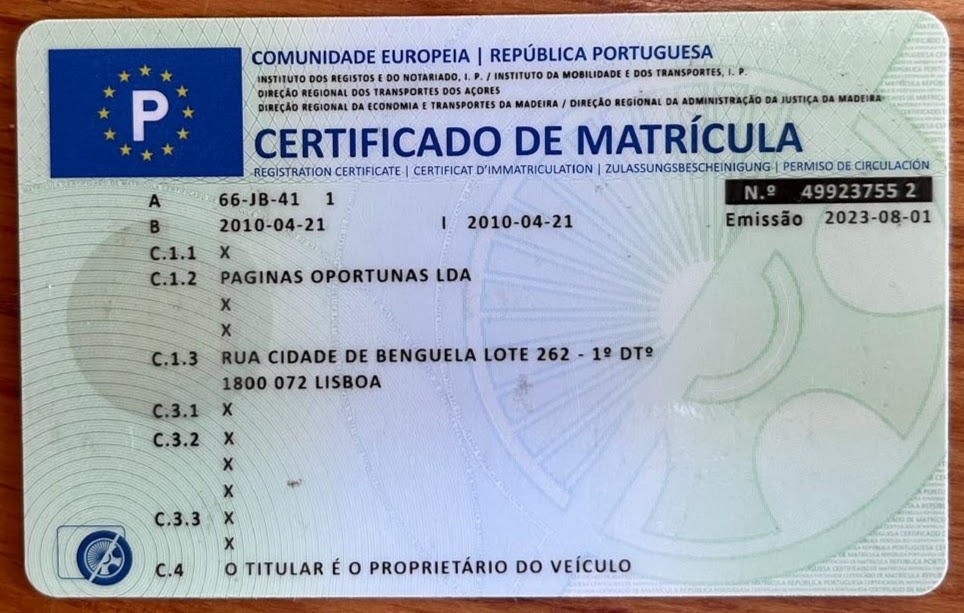 P
COMUNIDADE EUROPEIA | REPÚBLICA PORTUGUESA
INSTITUTO DOS REGISTOS E DO NOTARIADO, I. P. / INSTITUTO DA MOBILIDADE E DOS TRANSPORTES, I. P.
DIREÇÃO REGIONAL DOS TRANSPORTES DOS AÇORES
DIREÇÃO REGIONAL DA ECONOMIA E TRANSPORTES DA MADEIRA / DIREÇÃO REGIONAL DA ADMINISTRAÇÃO DA JUSTIÇA DA MADEIRA
CERTIFICADO DE MATRÍCULA
REGISTRATION CERTIFICATE | CERTIFICAT D'IMMATRICULATION | ZULASSUNGSBESCHEINIGUNG | PERMISO DE CIRCULACIÓN
A 66-JB-41 1 N.º 49923755 2
B 2010-04-21 I 2010-04-21 Emissão 2023-08-01
C.1.1 X
C.1.2 PAGINAS OPORTUNAS LDA
X
X
C.1.3 RUA CIDADE DE BENGUELA LOTE 262 - 1º DTº
1800 072 LISBOA
C.3.1 X
C.3.2 X
X
X
C.3.3 X
X
C.4 O TITULAR É O PROPRIETÁRIO DO VEÍCULO